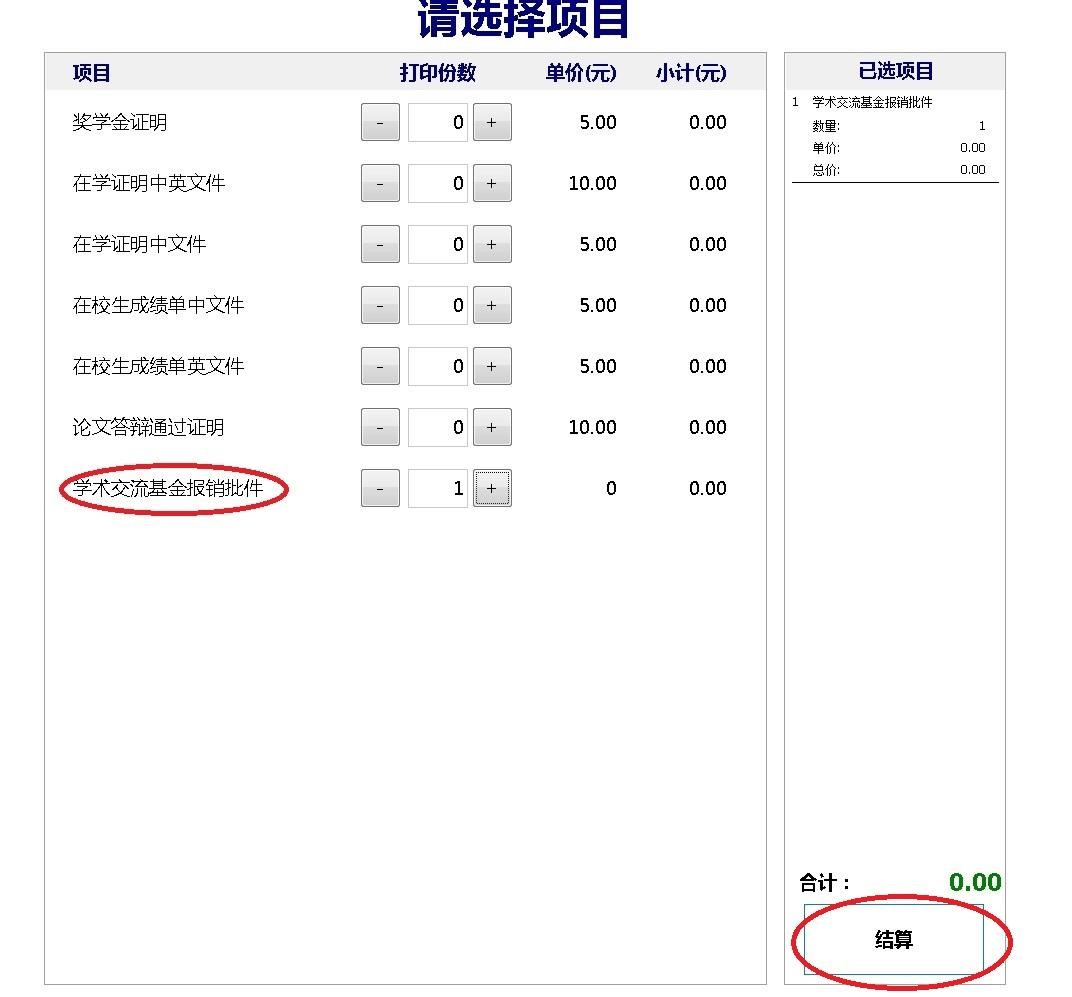 请选择项目
项目 打印份数 单价(元) 小计(元)
奖学金证明 - 0 + 5.00 0.00
在学证明中英文件 - 0 + 10.00 0.00
在学证明中文件 - 0 + 5.00 0.00
在校生成绩单中文件 - 0 + 5.00 0.00
在校生成绩单英文件 - 0 + 5.00 0.00
论文答辩通过证明 - 0 + 10.00 0.00
学术交流基金报销批件 - 1 + 0 0.00
已选项目
1 学术交流基金报销批件
数量: 1
单价: 0.00
总价: 0.00
合计： 0.00
结算